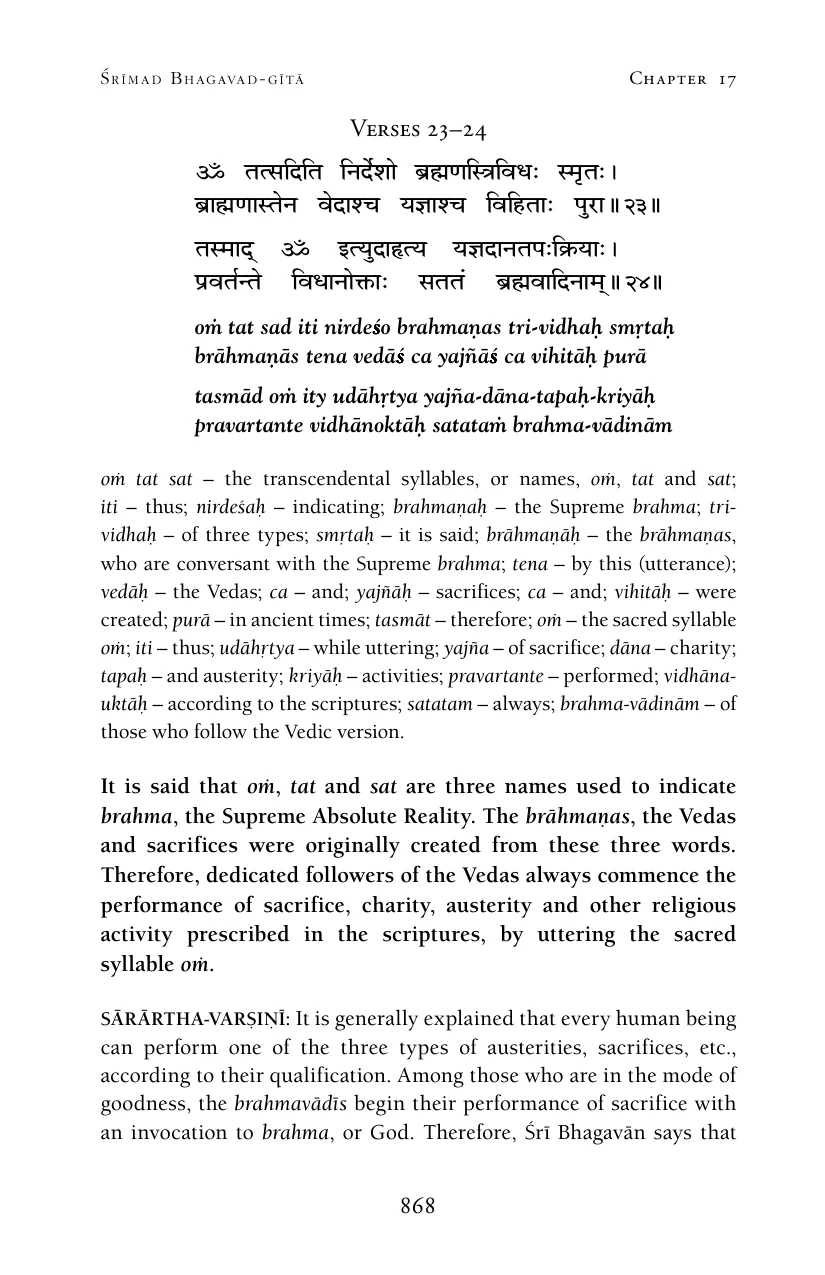 Śrīmad Bhagavad-gītā Chapter 17
Verses 23–24
ॐ तत्सदिति निर्देशो ब्रह्मणस्त्रिविधः स्मृतः।
ब्राह्मणास्तेन वेदाश्च यज्ञाश्च विहिताः पुरा॥२३॥
तस्माद् ॐ इत्युदाहृत्य यज्ञदानतपःक्रियाः।
प्रवर्तन्ते विधानोक्ताः सततं ब्रह्मवादिनाम्॥२४॥
oṁ tat sad iti nirdeśo brahmaṇas tri-vidhaḥ smṛtaḥ
brāhmaṇās tena vedāś ca yajñāś ca vihitāḥ purā
tasmād oṁ ity udāhṛtya yajña-dāna-tapaḥ-kriyāḥ
pravartante vidhānoktāḥ satataṁ brahma-vādinām
oṁ tat sat – the transcendental syllables, or names, oṁ, tat and sat;
iti – thus; nirdeśaḥ – indicating; brahmaṇaḥ – the Supreme brahma; tri-
vidhaḥ – of three types; smṛtaḥ – it is said; brāhmaṇāḥ – the brāhmaṇas,
who are conversant with the Supreme brahma; tena – by this (utterance);
vedāḥ – the Vedas; ca – and; yajñāḥ – sacrifices; ca – and; vihitāḥ – were
created; purā – in ancient times; tasmāt – therefore; oṁ – the sacred syllable
oṁ; iti – thus; udāhṛtya – while uttering; yajña – of sacrifice; dāna – charity;
tapaḥ – and austerity; kriyāḥ – activities; pravartante – performed; vidhāna-
uktāḥ – according to the scriptures; satatam – always; brahma-vādinām – of
those who follow the Vedic version.
It is said that oṁ, tat and sat are three names used to indicate
brahma, the Supreme Absolute Reality. The brāhmaṇas, the Vedas
and sacrifices were originally created from these three words.
Therefore, dedicated followers of the Vedas always commence the
performance of sacrifice, charity, austerity and other religious
activity prescribed in the scriptures, by uttering the sacred
syllable oṁ.
SĀRĀRTHA-VARṢIṆĪ: It is generally explained that every human being
can perform one of the three types of austerities, sacrifices, etc.,
according to their qualification. Among those who are in the mode of
goodness, the brahmavādīs begin their performance of sacrifice with
an invocation to brahma, or God. Therefore, Śrī Bhagavān says that
868